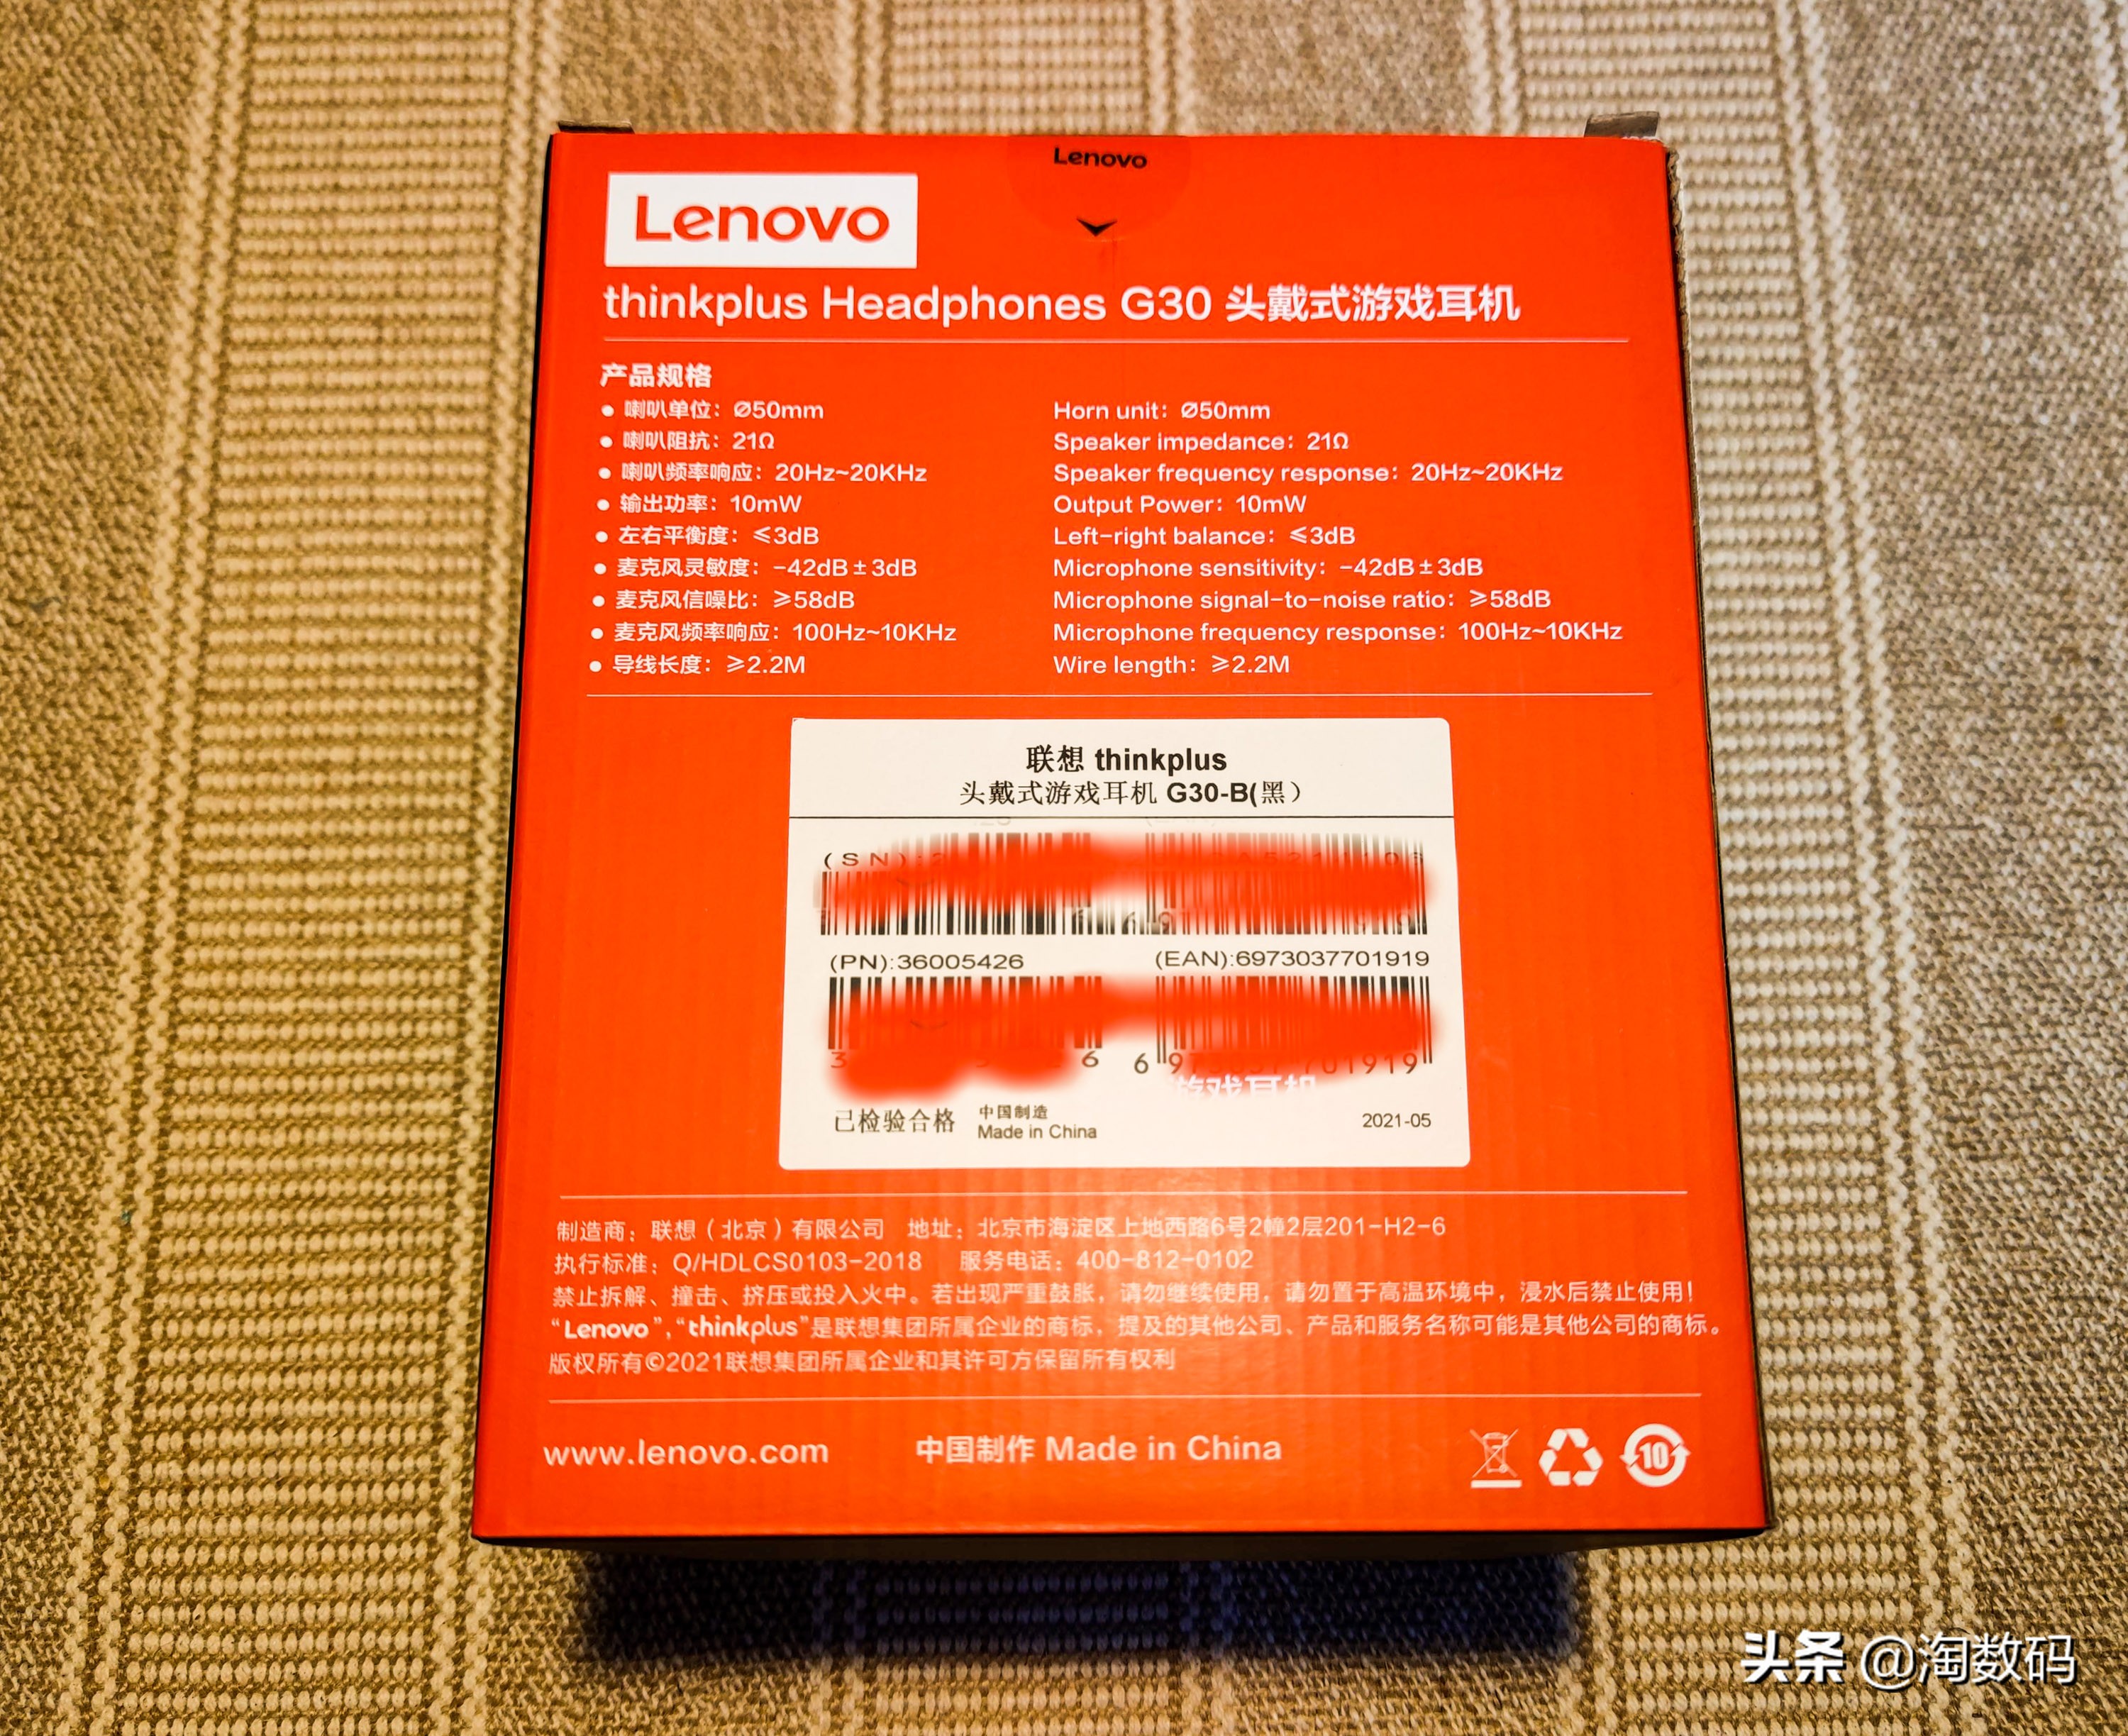 Lenovo
Lenovo
thinkplus Headphones G30 头戴式游戏耳机
产品规格
● 喇叭单位：Ø50mm Horn unit：Ø50mm
● 喇叭阻抗：21Ω Speaker impedance：21Ω
● 喇叭频率响应：20Hz~20KHz Speaker frequency response：20Hz~20KHz
● 输出功率：10mW Output Power：10mW
● 左右平衡度：≤3dB Left-right balance：≤3dB
● 麦克风灵敏度：-42dB±3dB Microphone sensitivity：-42dB±3dB
● 麦克风信噪比：≥58dB Microphone signal-to-noise ratio：≥58dB
● 麦克风频率响应：100Hz~10KHz Microphone frequency response：100Hz~10KHz
● 导线长度：≥2.2M Wire length：≥2.2M
联想 thinkplus
头戴式游戏耳机 G30-B(黑）
(SN):
(PN):36005426 (EAN):6973037701919
已检验合格 中国制造 2021-05
Made in China
制造商：联想（北京）有限公司 地址：北京市海淀区上地西路6号2幢2层201-H2-6
执行标准：Q/HDLCS0103-2018 服务电话：400-812-0102
禁止拆解、撞击、挤压或投入火中。若出现严重鼓胀，请勿继续使用，请勿置于高温环境中，浸水后禁止使用！
“Lenovo”,“thinkplus”是联想集团所属企业的商标，提及的其他公司、产品和服务名称可能是其他公司的商标。
版权所有©2021联想集团所属企业和其许可方保留所有权利
www.lenovo.com 中国制作 Made in China 10
头条 @淘数码